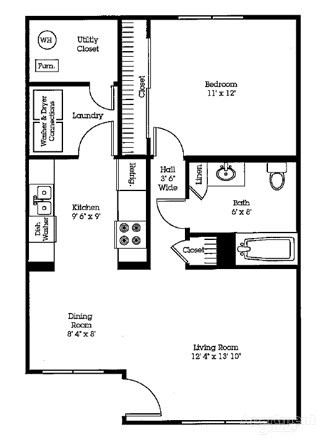 WH
Utility
Closet
Furn.
Closet
Bedroom
11' x 12'
Washer & Dryer
Connections
Laundry
Refrig.
Hall
3' 6"
Wide
Linen
Kitchen
9' 6" x 9'
Dish
Washer
Bath
6' x 8'
Closet
Dining
Room
8' 4" x 8'
Living Room
12' 4" x 13' 10"